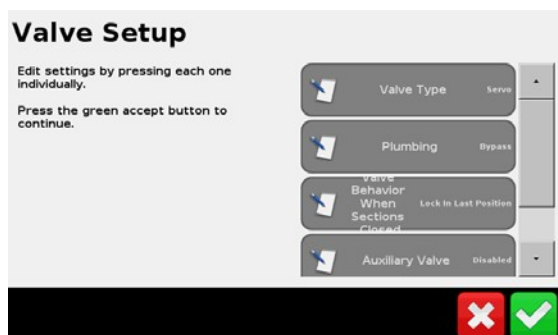 Valve Setup
Edit settings by pressing each one
individually.
Press the green accept button to
continue.
Valve Type Servo
Plumbing Bypass
Valve
Behavior
When
Sections
Closed
Lock In Last Position
Auxiliary Valve Disabled